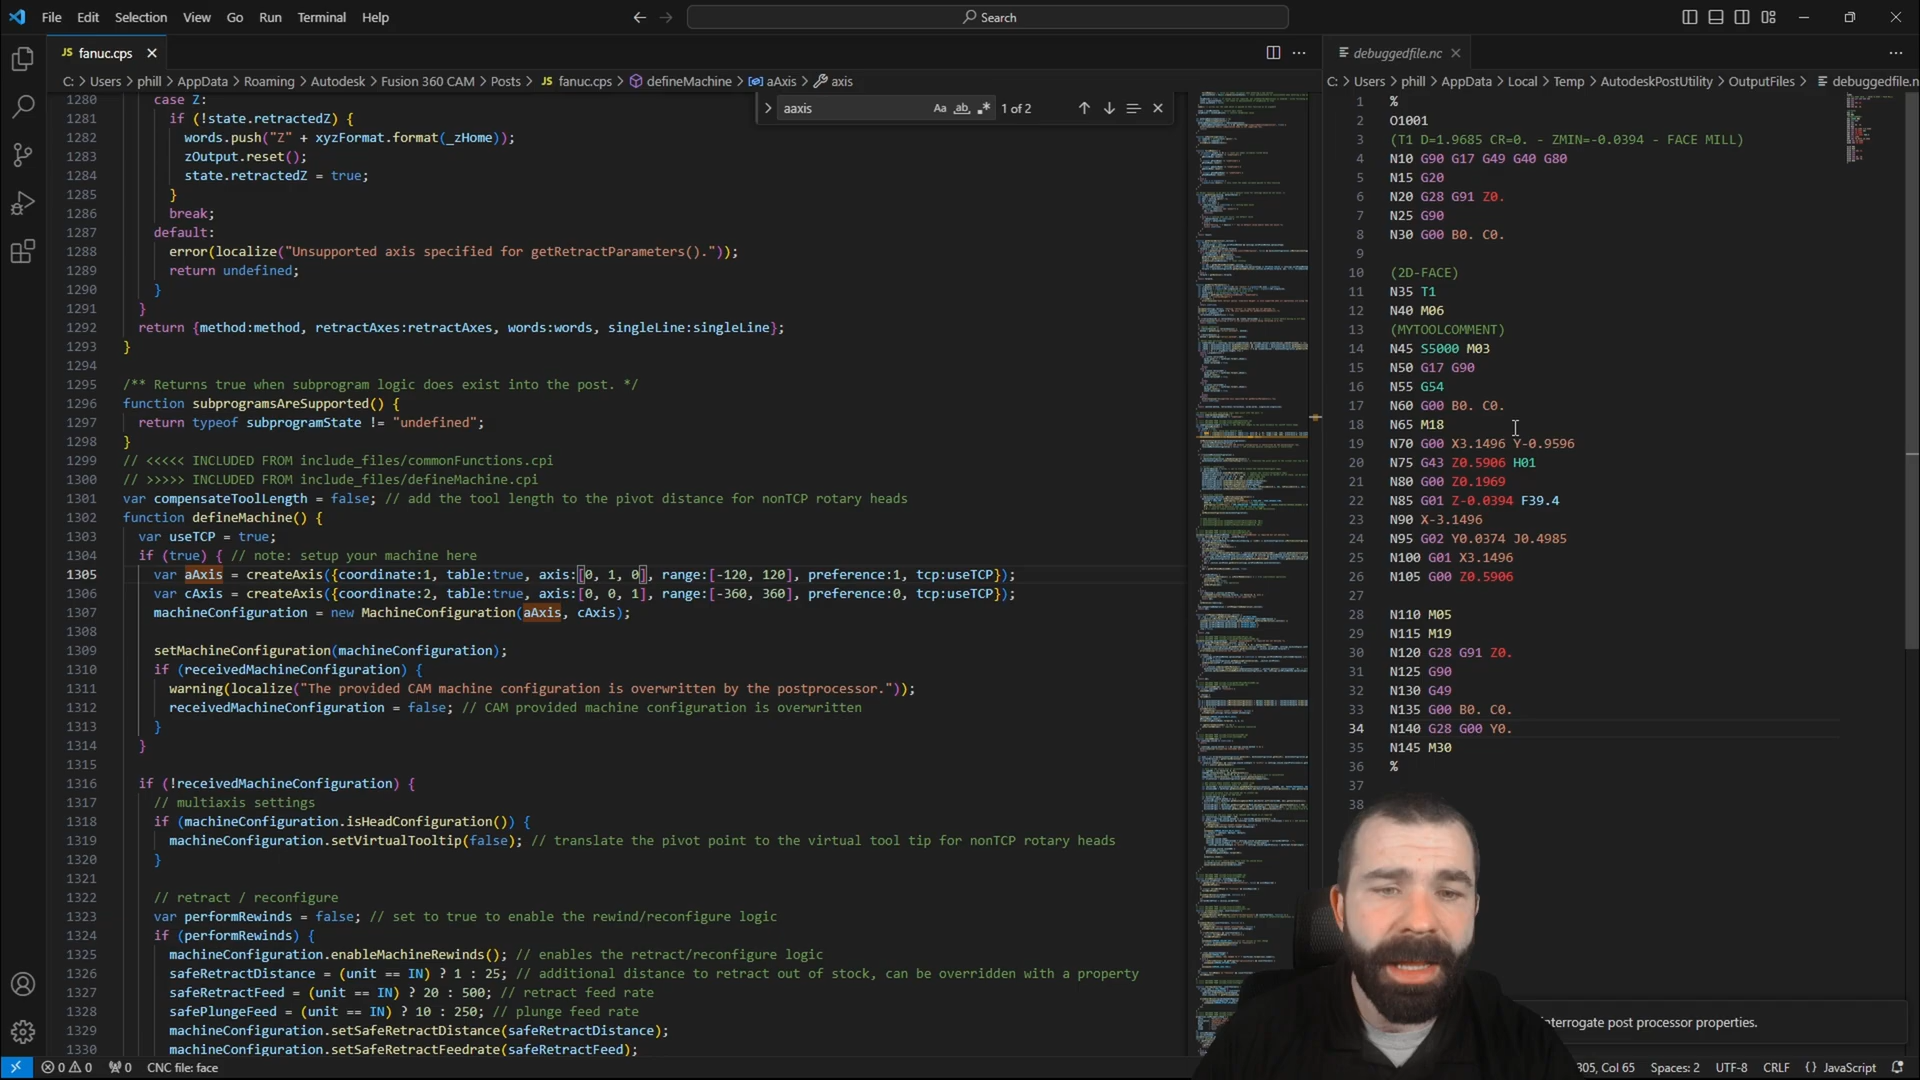 File Edit Selection View Go Run Terminal Help
Search
JS fanuc.cps
debuggedfile.nc
C: > Users > phill > AppData > Roaming > Autodesk > Fusion 360 CAM > Posts > JS fanuc.cps > defineMachine > aAxis > axis
C: > Users > phill > AppData > Local > Temp > AutodeskPostUtility > OutputFiles > debuggedfile.n
aaxis Aa ab 1 of 2
1280 case Z:
1281 if (!state.retractedZ) {
1282 words.push("Z" + xyzFormat.format(_zHome));
1283 zOutput.reset();
1284 state.retractedZ = true;
1285 }
1286 break;
1287 default:
1288 error(localize("Unsupported axis specified for getRetractParameters()."));
1289 return undefined;
1290 }
1291 }
1292 return {method:method, retractAxes:retractAxes, words:words, singleLine:singleLine};
1293 }
1294
1295 /** Returns true when subprogram logic does exist into the post. */
1296 function subprogramsAreSupported() {
1297 return typeof subprogramState != "undefined";
1298 }
1299 // <<<<< INCLUDED FROM include_files/commonFunctions.cpi
1300 // >>>>> INCLUDED FROM include_files/defineMachine.cpi
1301 var compensateToolLength = false; // add the tool length to the pivot distance for nonTCP rotary heads
1302 function defineMachine() {
1303 var useTCP = true;
1304 if (true) { // note: setup your machine here
1305 var aAxis = createAxis({coordinate:1, table:true, axis:[0, 1, 0], range:[-120, 120], preference:1, tcp:useTCP});
1306 var cAxis = createAxis({coordinate:2, table:true, axis:[0, 0, 1], range:[-360, 360], preference:0, tcp:useTCP});
1307 machineConfiguration = new MachineConfiguration(aAxis, cAxis);
1308
1309 setMachineConfiguration(machineConfiguration);
1310 if (receivedMachineConfiguration) {
1311 warning(localize("The provided CAM machine configuration is overwritten by the postprocessor."));
1312 receivedMachineConfiguration = false; // CAM provided machine configuration is overwritten
1313 }
1314 }
1315
1316 if (!receivedMachineConfiguration) {
1317 // multiaxis settings
1318 if (machineConfiguration.isHeadConfiguration()) {
1319 machineConfiguration.setVirtualTooltip(false); // translate the pivot point to the virtual tool tip for nonTCP rotary heads
1320 }
1321
1322 // retract / reconfigure
1323 var performRewinds = false; // set to true to enable the rewind/reconfigure logic
1324 if (performRewinds) {
1325 machineConfiguration.enableMachineRewinds(); // enables the retract/reconfigure logic
1326 safeRetractDistance = (unit == IN) ? 1 : 25; // additional distance to retract out of stock, can be overridden with a property
1327 safeRetractFeed = (unit == IN) ? 20 : 500; // retract feed rate
1328 safePlungeFeed = (unit == IN) ? 10 : 250; // plunge feed rate
1329 machineConfiguration.setSafeRetractDistance(safeRetractDistance);
1330 machineConfiguration.setSafeRetractFeedrate(safeRetractFeed);
1 %
2 O1001
3 (T1 D=1.9685 CR=0. - ZMIN=-0.0394 - FACE MILL)
4 N10 G90 G17 G49 G40 G80
5 N15 G20
6 N20 G28 G91 Z0.
7 N25 G90
8 N30 G00 B0. C0.
9
10 (2D-FACE)
11 N35 T1
12 N40 M06
13 (MYTOOLCOMMENT)
14 N45 S5000 M03
15 N50 G17 G90
16 N55 G54
17 N60 G00 B0. C0.
18 N65 M18
19 N70 G00 X3.1496 Y-0.9596
20 N75 G43 Z0.5906 H01
21 N80 G00 Z0.1969
22 N85 G01 Z-0.0394 F39.4
23 N90 X-3.1496
24 N95 G02 Y0.0374 J0.4985
25 N100 G01 X3.1496
26 N105 G00 Z0.5906
27
28 N110 M05
29 N115 M19
30 N120 G28 G91 Z0.
31 N125 G90
32 N130 G49
33 N135 G00 B0. C0.
34 N140 G28 G00 Y0.
35 N145 M30
36 %
37
38
nterrogate post processor properties.
0 0 0 CNC file: face
305, Col 65 Spaces: 2 UTF-8 CRLF {} JavaScript